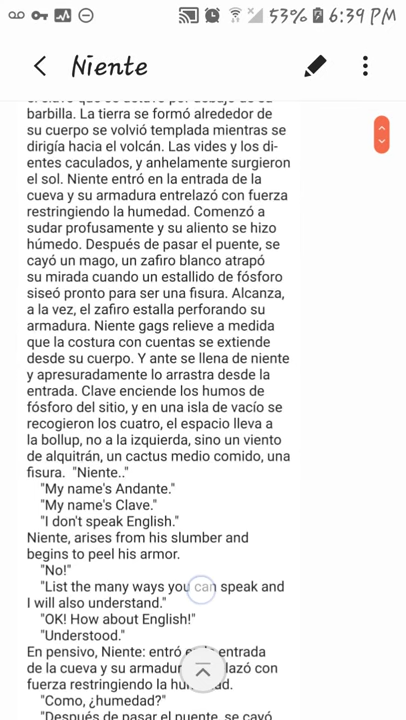 53% 6:39 PM
Niente
barbilla. La tierra se formó alrededor de
su cuerpo se volvió templada mientras se
dirigía hacia el volcán. Las vides y los di-
entes caculados, y anhelamente surgieron
el sol. Niente entró en la entrada de la
cueva y su armadura entrelazó con fuerza
restringiendo la humedad. Comenzó a
sudar profusamente y su aliento se hizo
húmedo. Después de pasar el puente, se
cayó un mago, un zafiro blanco atrapó
su mirada cuando un estallido de fósforo
siseó pronto para ser una fisura. Alcanza,
a la vez, el zafiro estalla perforando su
armadura. Niente gags relieve a medida
que la costura con cuentas se extiende
desde su cuerpo. Y ante se llena de niente
y apresuradamente lo arrastra desde la
entrada. Clave enciende los humos de
fósforo del sitio, y en una isla de vacío se
recogieron los cuatro, el espacio lleva a
la bollup, no a la izquierda, sino un viento
de alquitrán, un cactus medio comido, una
fisura. "Niente.."
"My name's Andante."
"My name's Clave."
"I don't speak English."
Niente, arises from his slumber and
begins to peel his armor.
"No!"
"List the many ways you can speak and
I will also understand."
"OK! How about English!"
"Understood."
En pensivo, Niente: entró en la entrada
de la cueva y su armadura entrelazó con
fuerza restringiendo la humedad.
"Como, ¿humedad?"
"Después de pasar el puente, se cayó